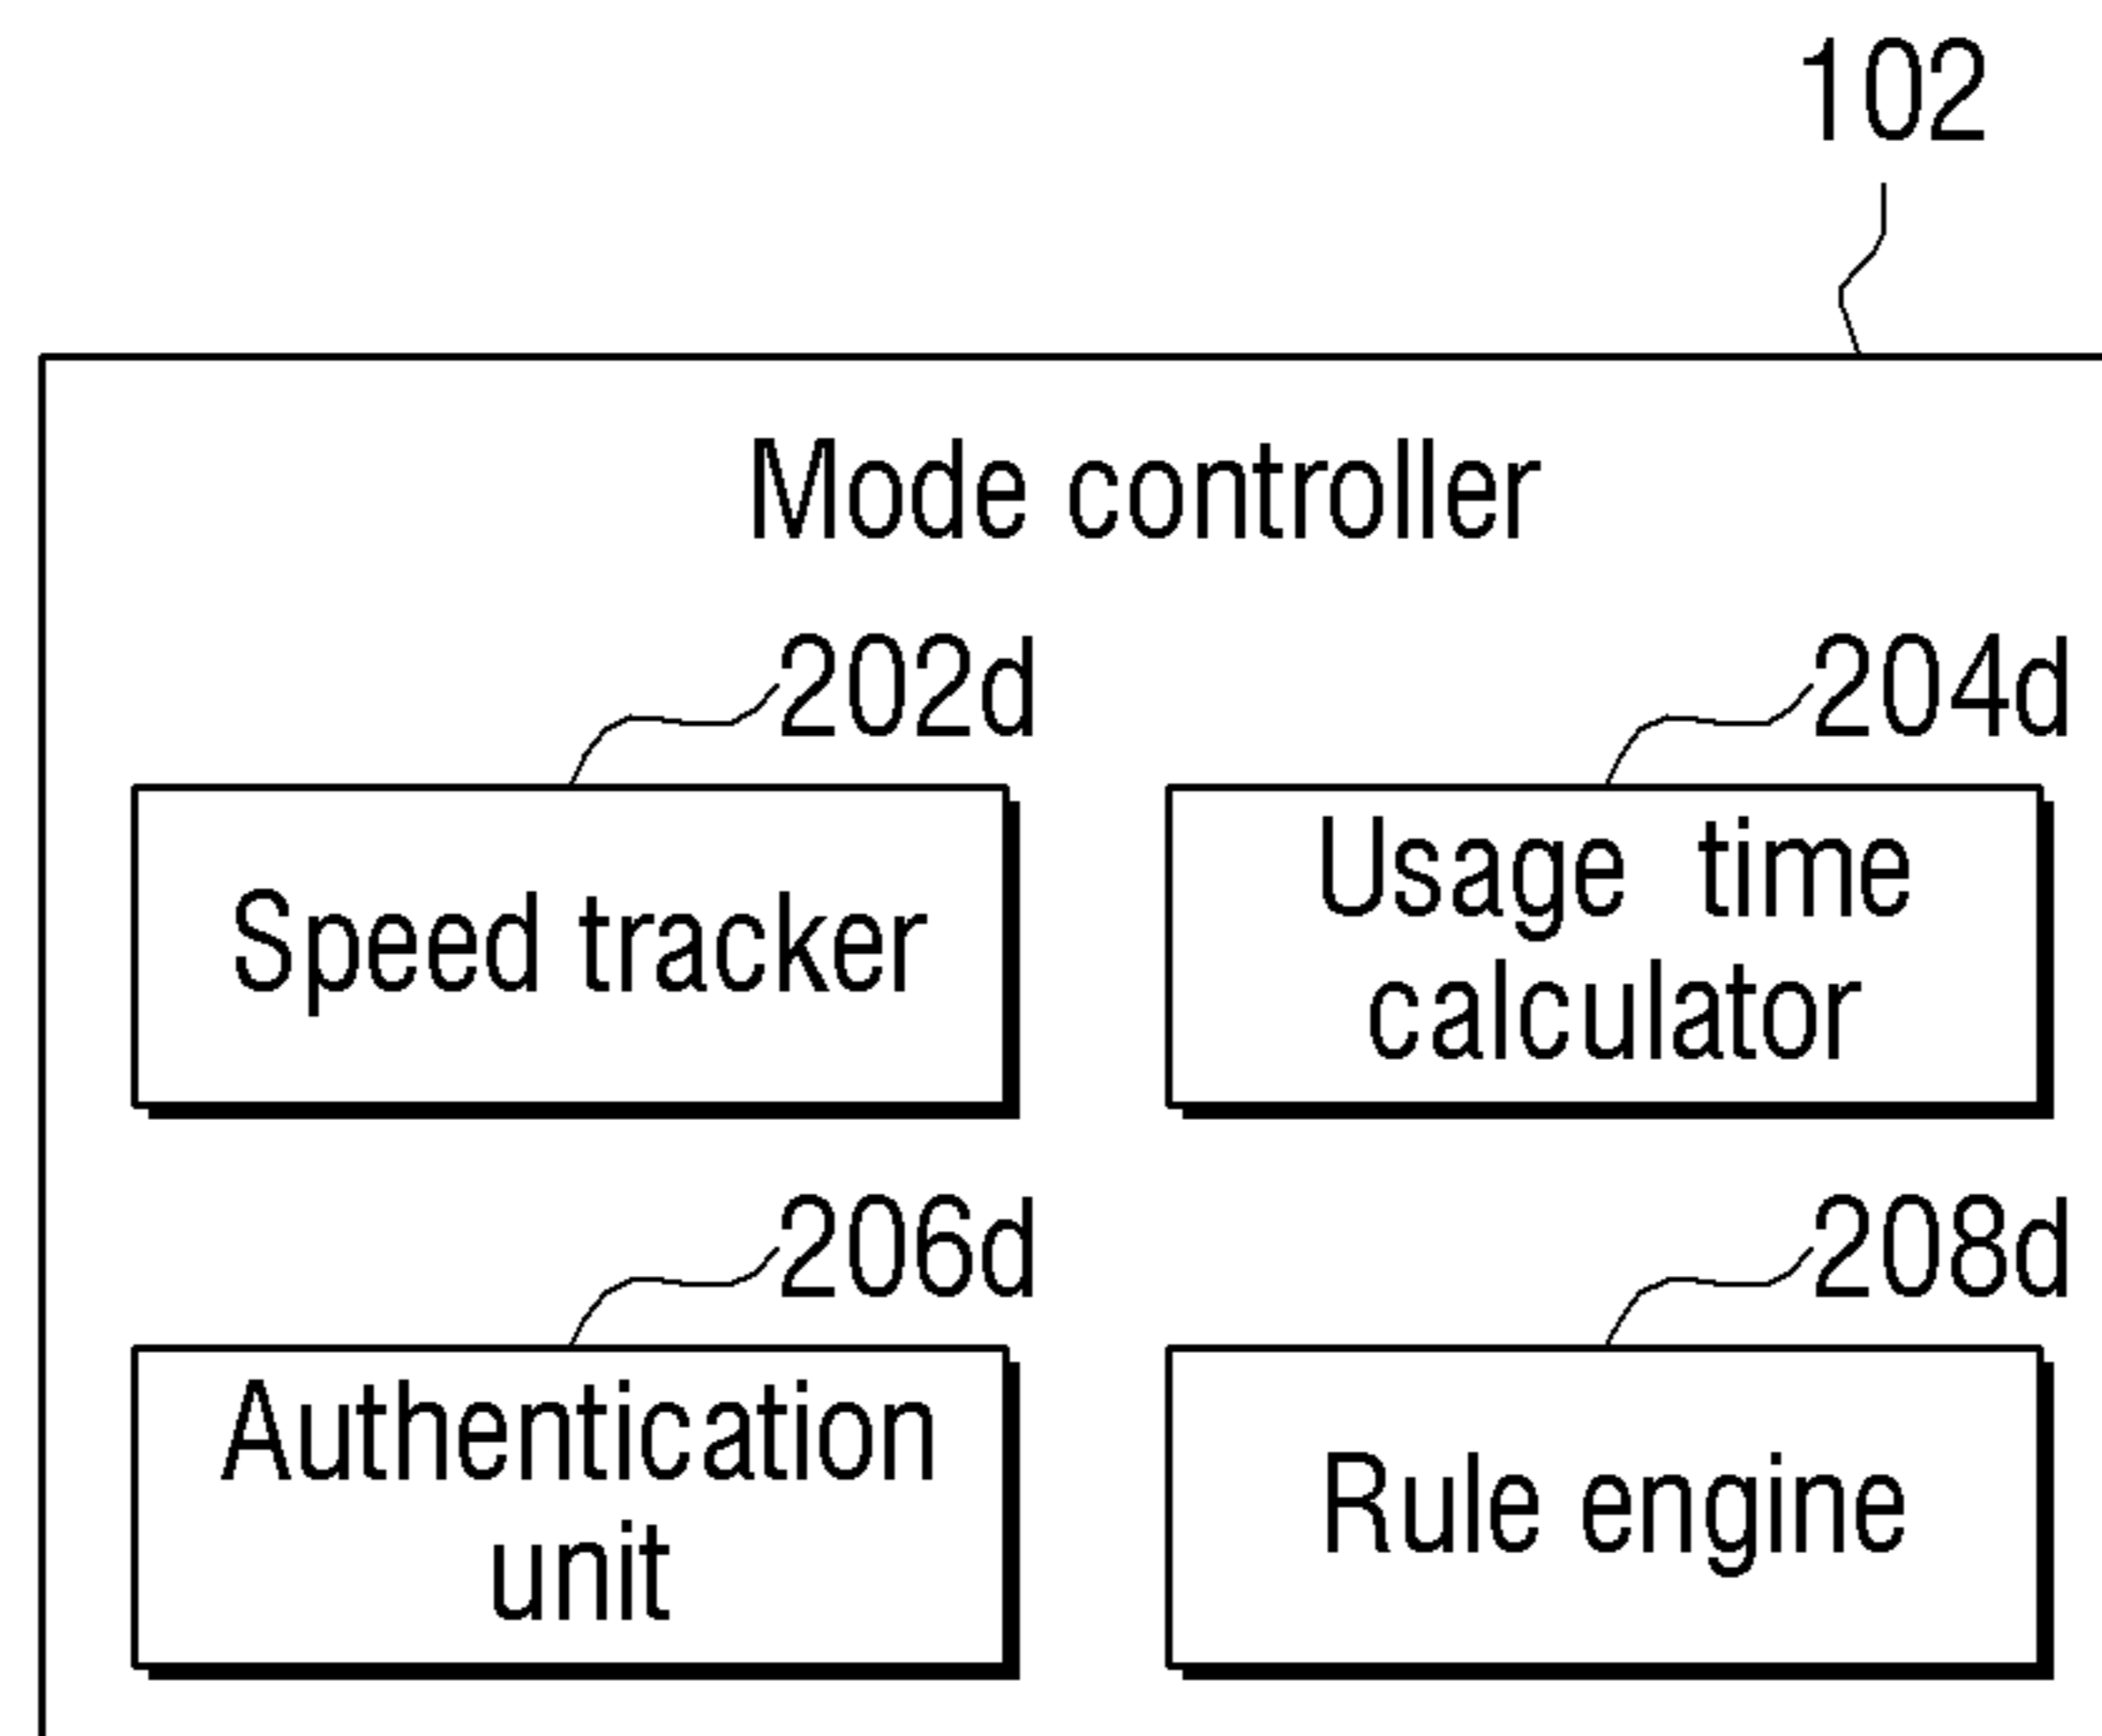 102
Mode controller
202d
204d
Speed tracker
Usage time
calculator
206d
208d
Authentication
unit
Rule engine